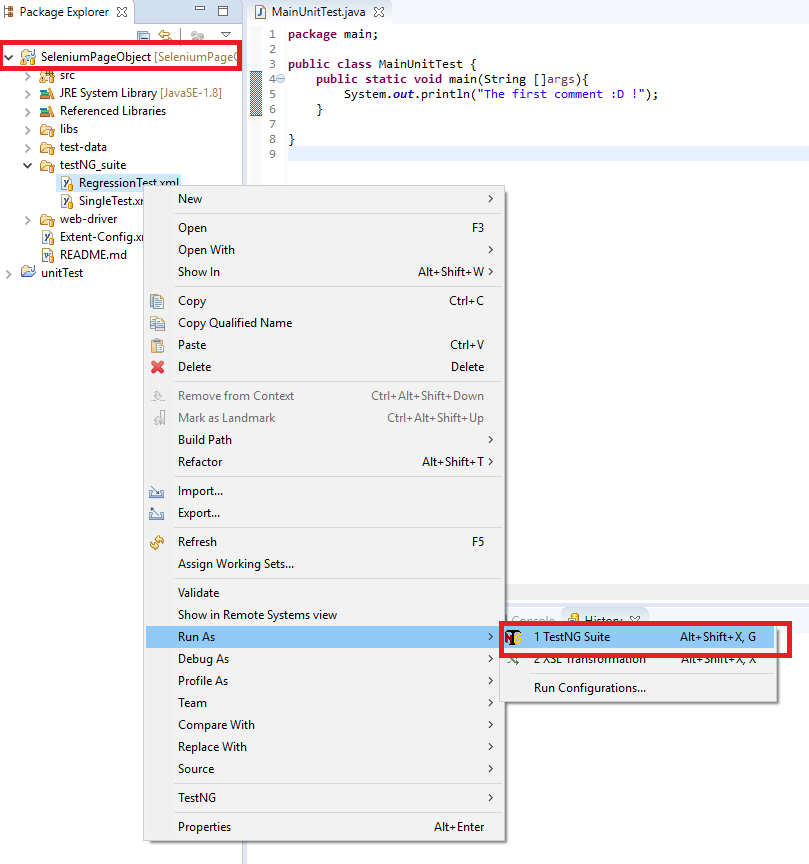 Package Explorer
SeleniumPageObject [SeleniumPageO
src
JRE System Library [JavaSE-1.8]
Referenced Libraries
libs
test-data
testNG_suite
RegressionTest.xml
SingleTest.xm
web-driver
Extent-Config.xm
README.md
unitTest
MainUnitTest.java
1 package main;
2
3 public class MainUnitTest {
4 public static void main(String []args){
5 System.out.println("The first comment :D !");
6 }
7
8 }
9
New
Open F3
Open With
Show In Alt+Shift+W
Copy Ctrl+C
Copy Qualified Name
Paste Ctrl+V
Delete Delete
Remove from Context Ctrl+Alt+Shift+Down
Mark as Landmark Ctrl+Alt+Shift+Up
Build Path
Refactor Alt+Shift+T
Import...
Export...
Refresh F5
Assign Working Sets...
Validate
Show in Remote Systems view
Run As
Debug As
Profile As
Team
Compare With
Replace With
Source
TestNG
Properties Alt+Enter
Console
History
1 TestNG Suite Alt+Shift+X, G
2 XSL Transformation Alt+Shift+X, X
Run Configurations...